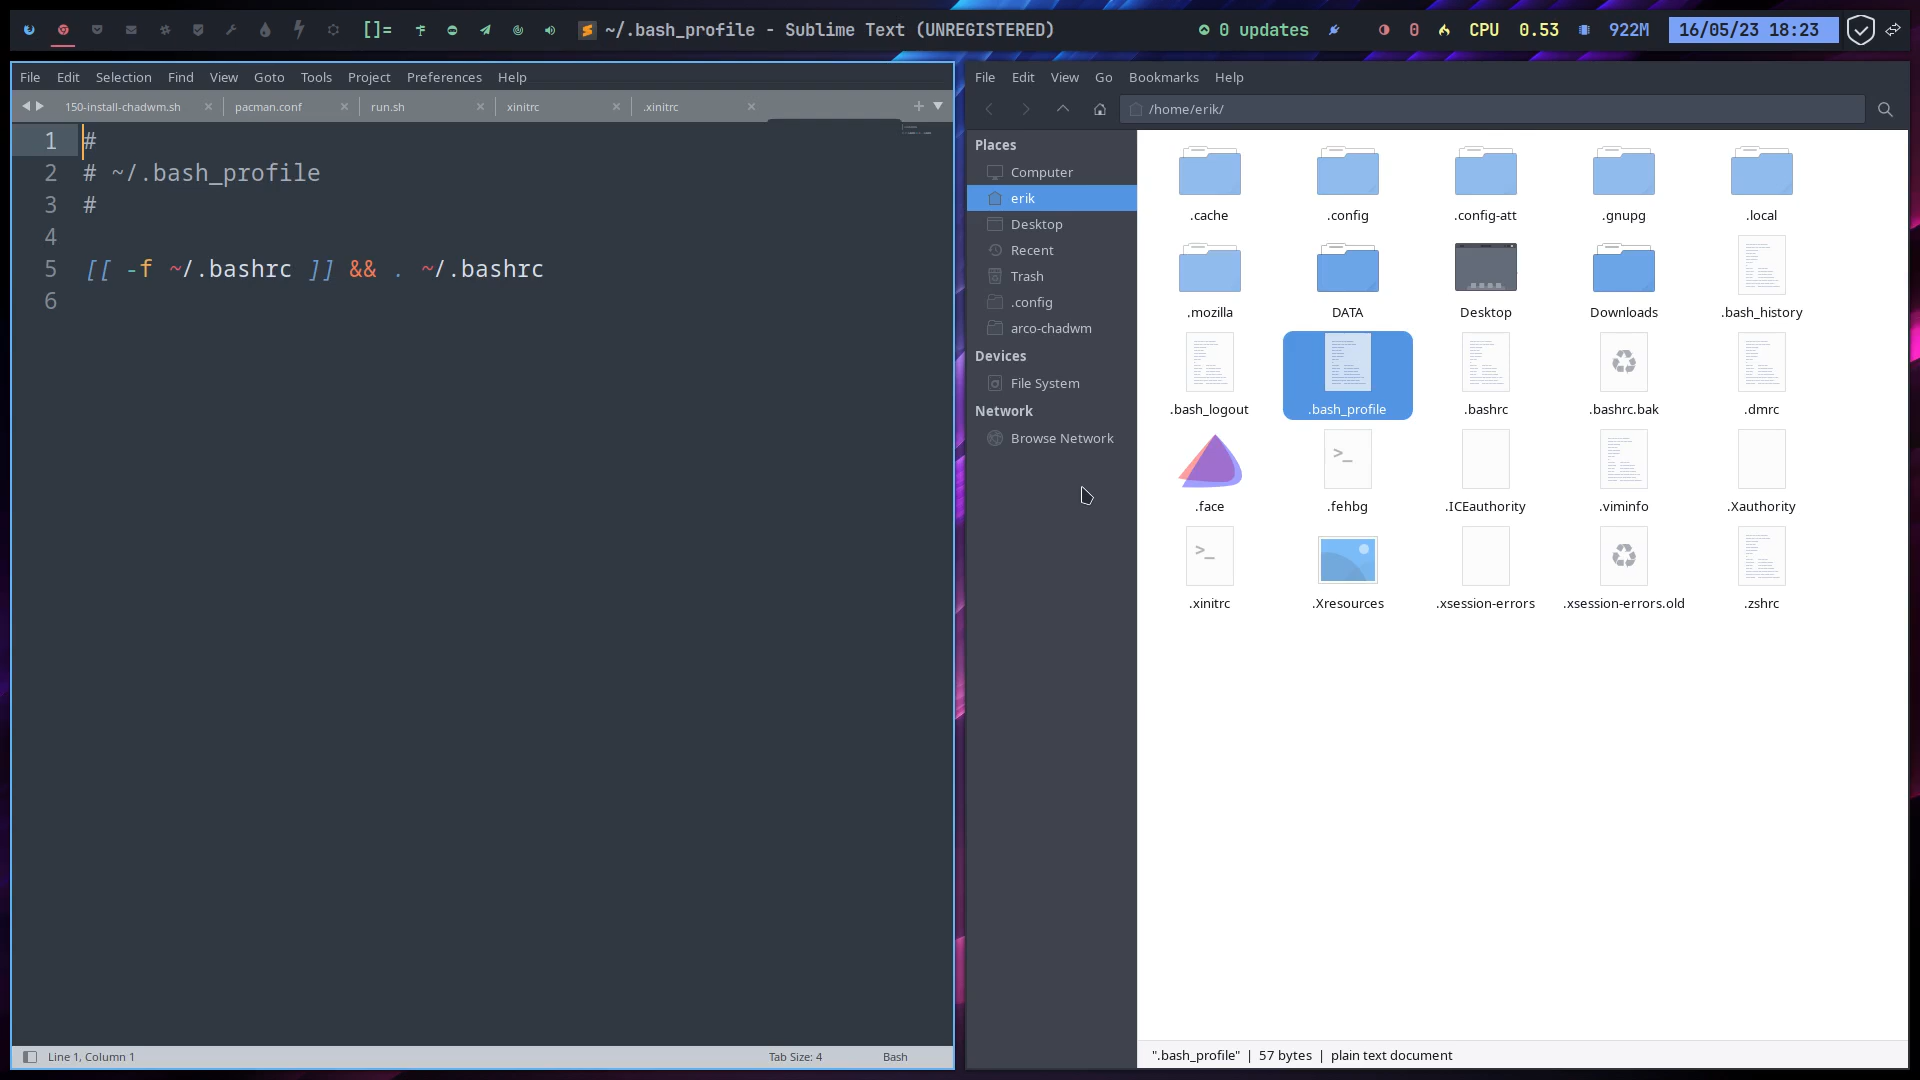 []= ~/.bash_profile - Sublime Text (UNREGISTERED) 0 updates 0 CPU 0.53 922M 16/05/23 18:23
File Edit Selection Find View Goto Tools Project Preferences Help
150-install-chadwm.sh pacman.conf run.sh xinitrc .xinitrc
1 #
2 # ~/.bash_profile
3 #
4
5 [[ -f ~/.bashrc ]] && . ~/.bashrc
6
Line 1, Column 1 Tab Size: 4 Bash
File Edit View Go Bookmarks Help
/home/erik/
Places
Computer
erik
Desktop
Recent
Trash
.config
arco-chadwm
Devices
File System
Network
Browse Network
.cache .config .config-att .gnupg .local
.mozilla DATA Desktop Downloads .bash_history
.bash_logout .bash_profile .bashrc .bashrc.bak .dmrc
.face .fehbg .ICEauthority .viminfo .Xauthority
.xinitrc .Xresources .xsession-errors .xsession-errors.old .zshrc
".bash_profile" | 57 bytes | plain text document